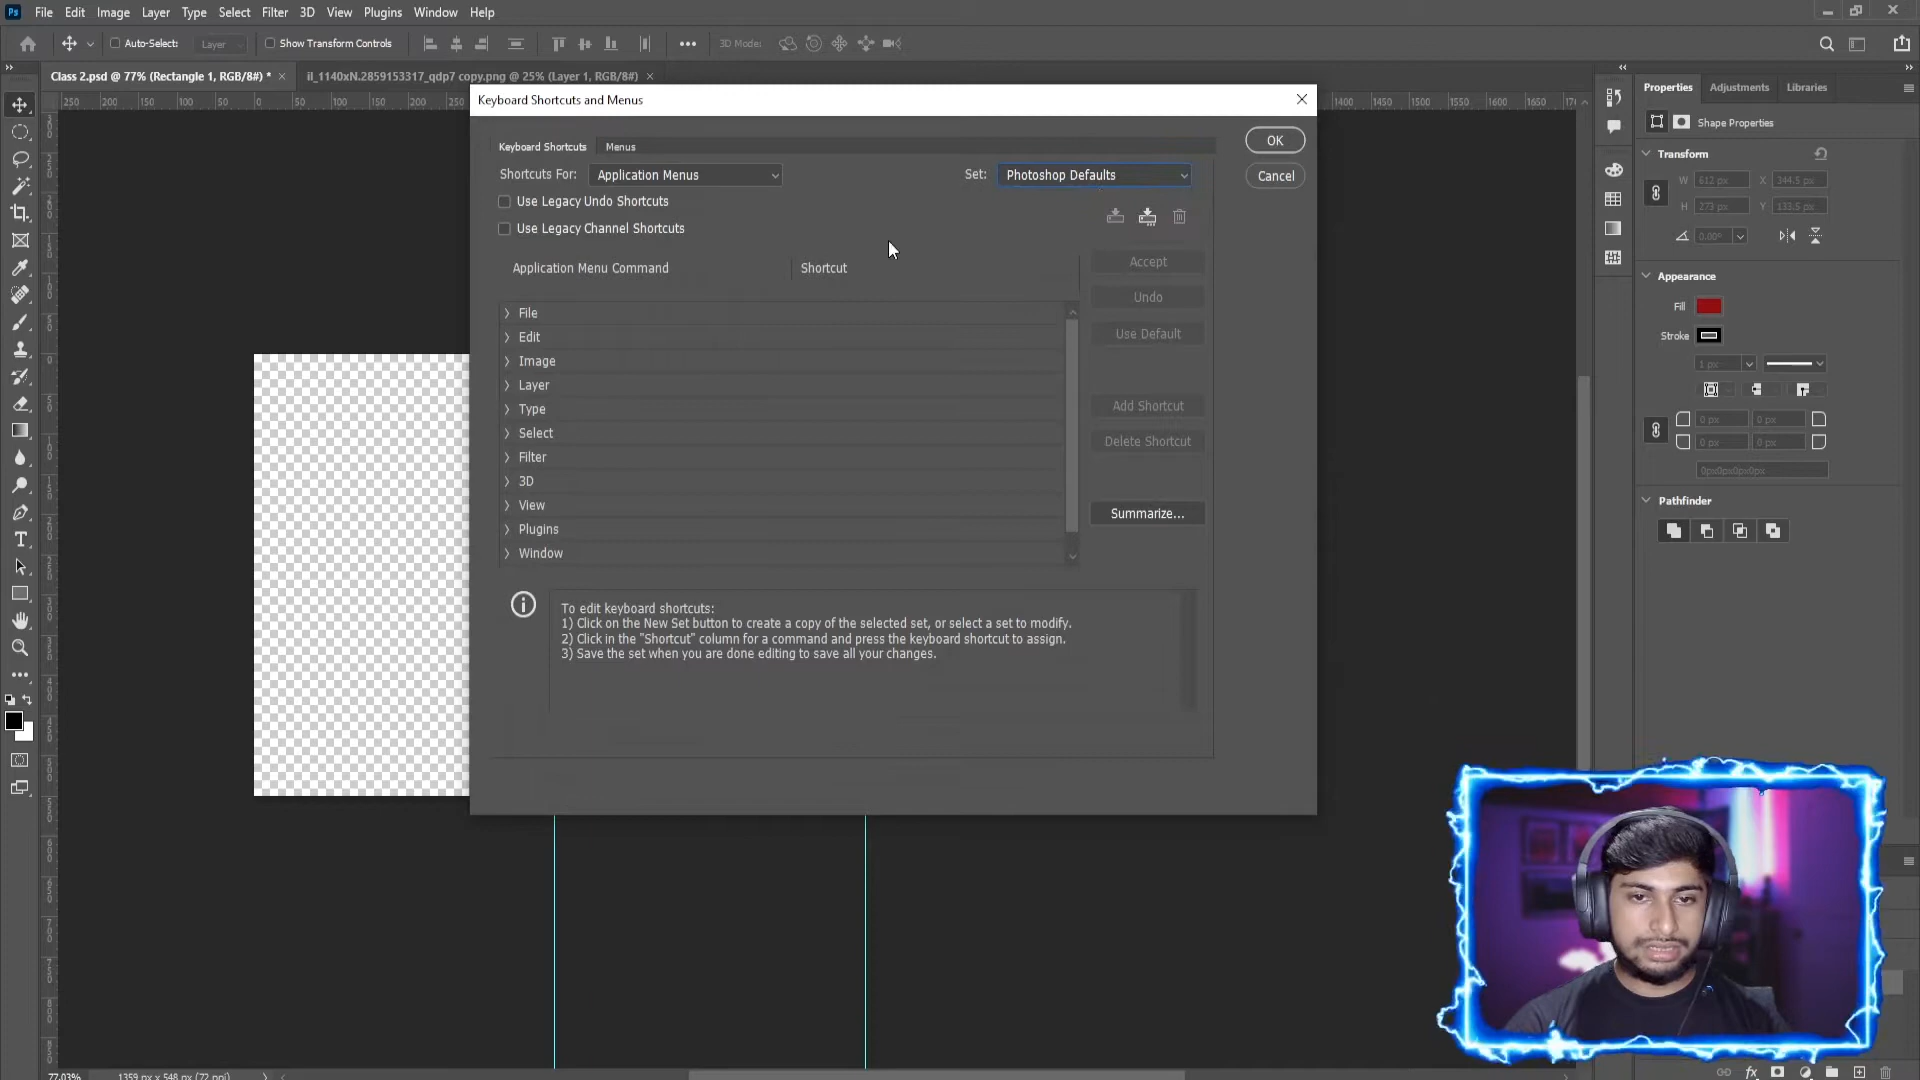 Ps File Edit Image Layer Type Select Filter 3D View Plugins Window Help
Auto-Select: Layer Show Transform Controls 3D Mode:
Class 2.psd @ 77% (Rectangle 1, RGB/8#) * il_1140xN.2859153317_qdp7 copy.png @ 25% (Layer 1, RGB/8#)
250 200 150 100 50 0 50 100 150 200 250 1350 1400 1450 1500 1550 1600 1650
Keyboard Shortcuts and Menus
Keyboard Shortcuts Menus
Shortcuts For: Application Menus Set: Photoshop Defaults
OK
Cancel
Use Legacy Undo Shortcuts
Use Legacy Channel Shortcuts
Application Menu Command Shortcut
File
Edit
Image
Layer
Type
Select
Filter
3D
View
Plugins
Window
Accept
Undo
Use Default
Add Shortcut
Delete Shortcut
Summarize...
To edit keyboard shortcuts:
1) Click on the New Set button to create a copy of the selected set, or select a set to modify.
2) Click in the "Shortcut" column for a command and press the keyboard shortcut to assign.
3) Save the set when you are done editing to save all your changes.
Properties Adjustments Libraries
Shape Properties
Transform
W 612 px X 344.5 px
H 273 px Y 133.5 px
0.00°
Appearance
Fill
Stroke
1 px
0 px 0 px
0 px 0 px
0px0px0px0px
Pathfinder
77.03% 1359 px x 548 px (72 ppi)